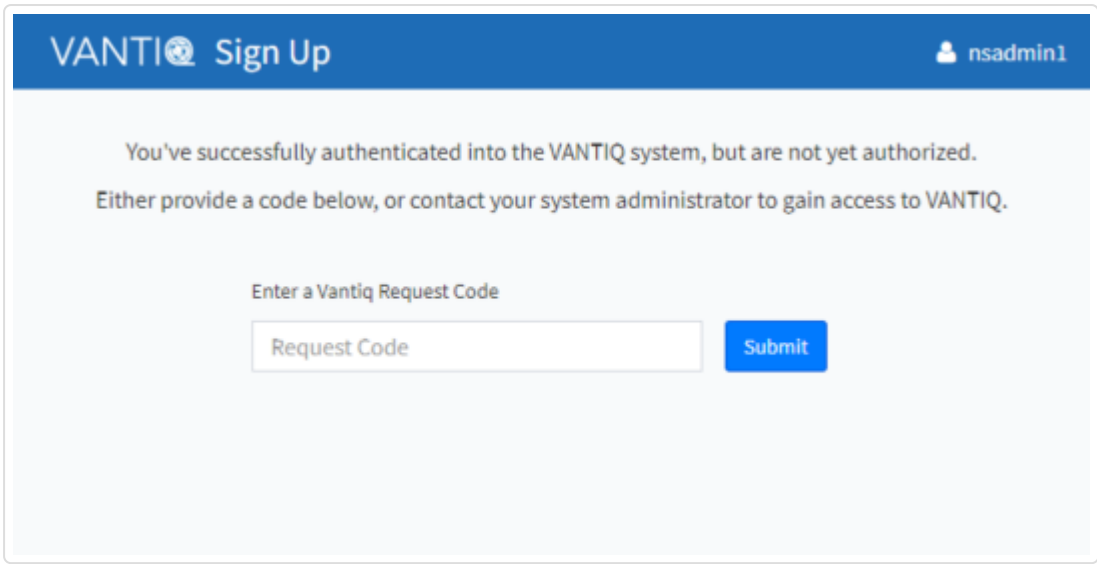 VANTIQ Sign Up
nsadmin1
You've successfully authenticated into the VANTIQ system, but are not yet authorized.
Either provide a code below, or contact your system administrator to gain access to VANTIQ.
Enter a Vantiq Request Code
Request Code
Submit